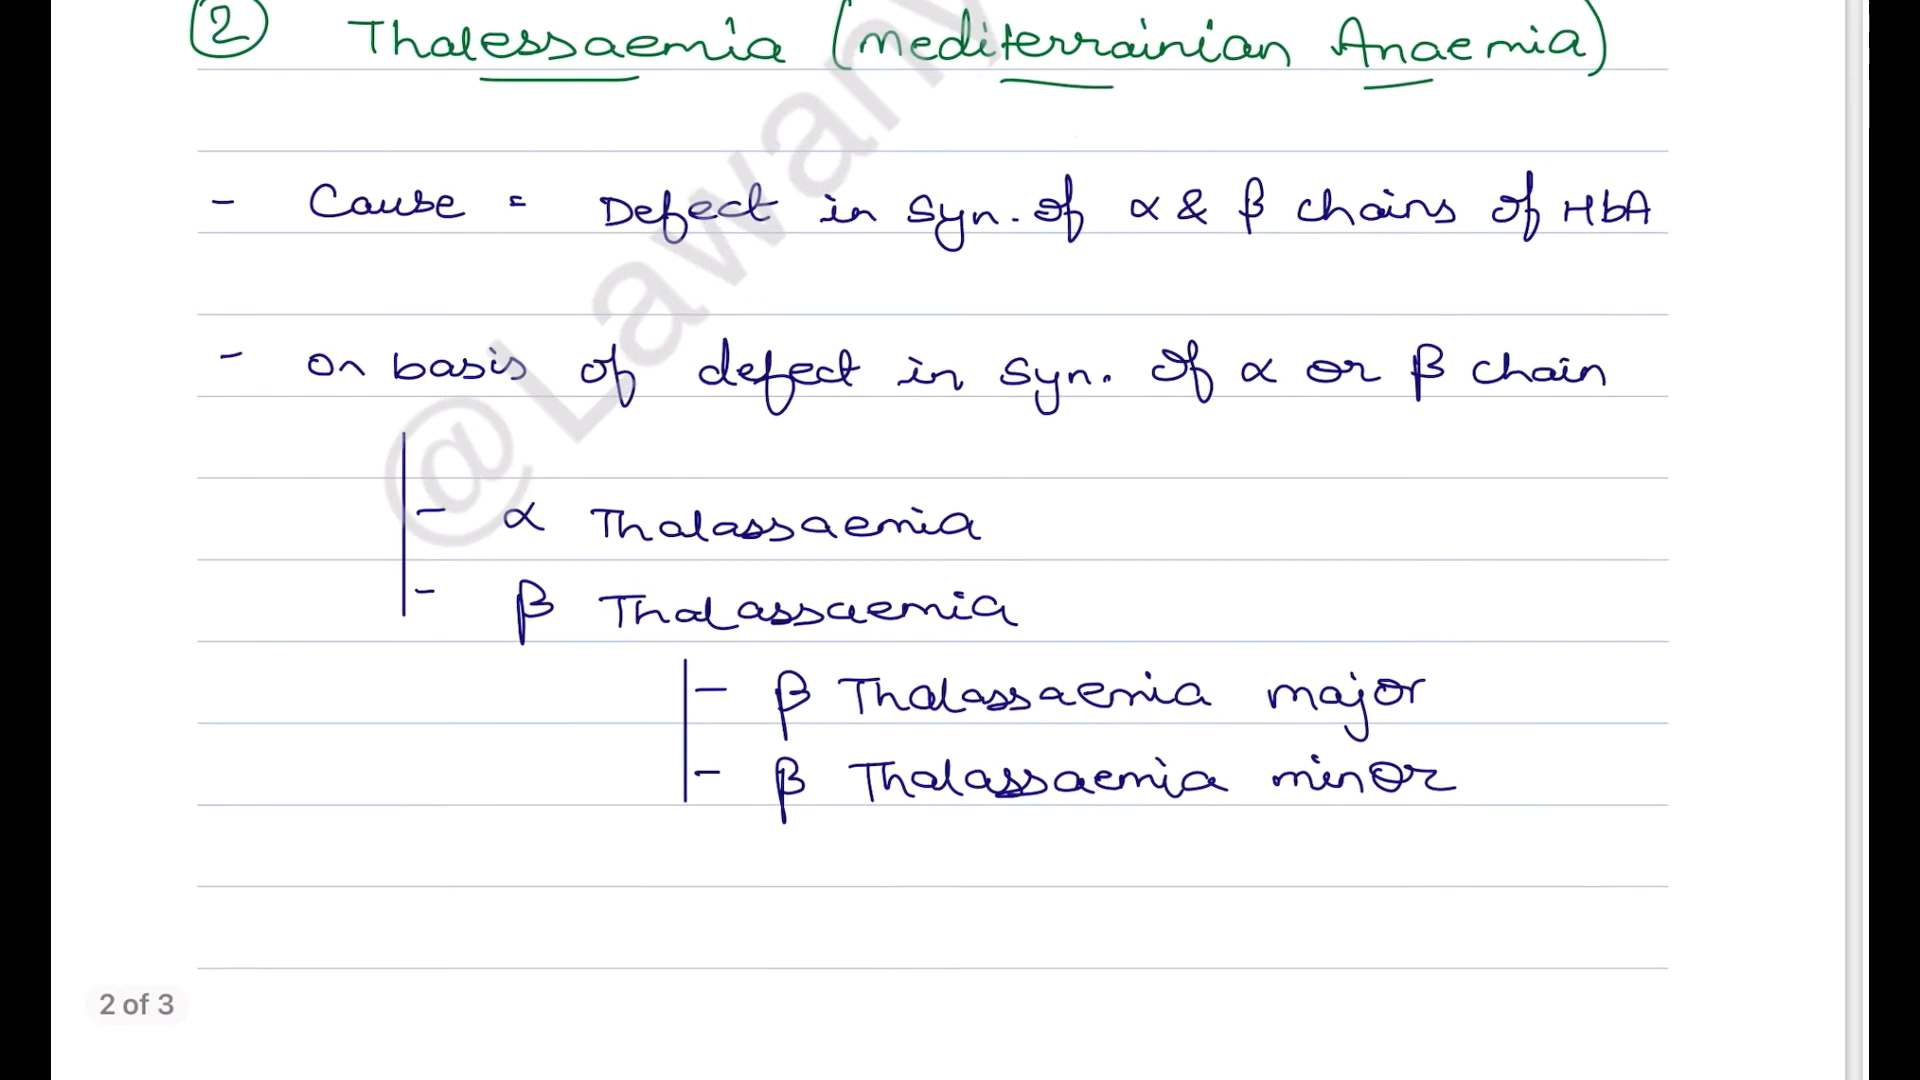 2 Thalessaemia (mediterrainian Anaemia)
- Cause = Defect in syn. of α & β chains of HbA
- on basis of defect in syn. of α or β chain
- α Thalassaemia
- β Thalassaemia
- β Thalassaemia major
- β Thalassaemia minor
@Lawany
2 of 3